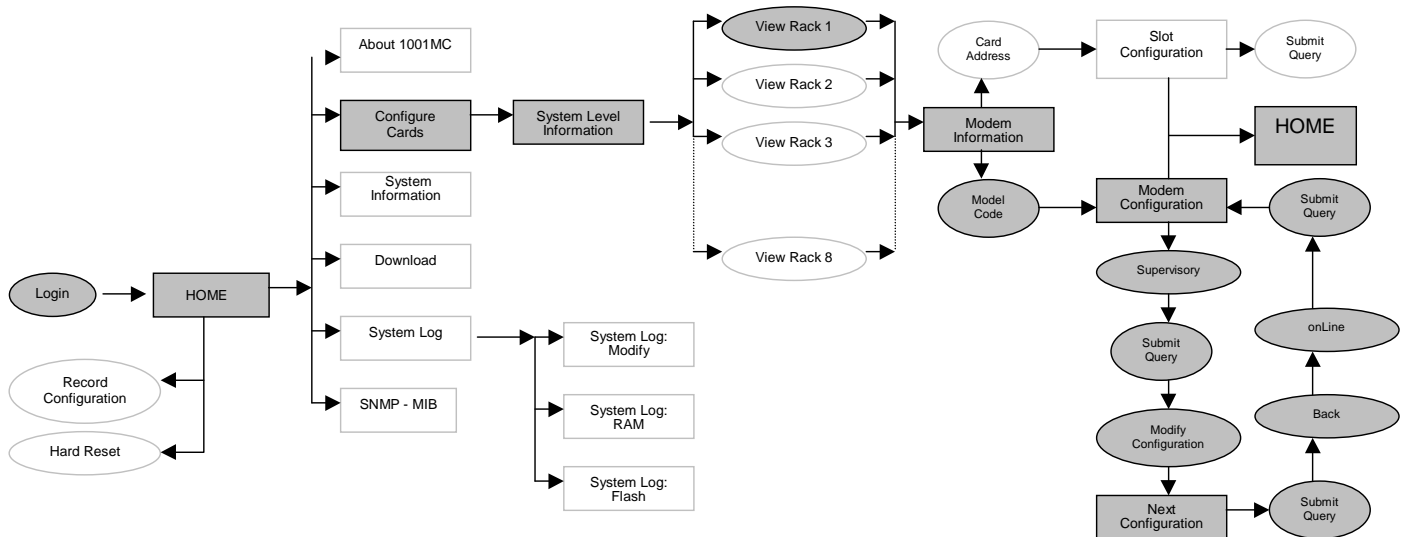 Login
HOME
Record
Configuration
Hard Reset
About 1001MC
Configure
Cards
System
Information
Download
System Log
SNMP - MIB
System Level
Information
System Log:
Modify
System Log:
RAM
System Log:
Flash
View Rack 1
View Rack 2
View Rack 3
View Rack 8
Modem
Information
Card
Address
Model
Code
Slot
Configuration
Submit
Query
HOME
Modem
Configuration
Supervisory
Submit
Query
Modify
Configuration
Next
Configuration
Submit
Query
Back
onLine
Submit
Query